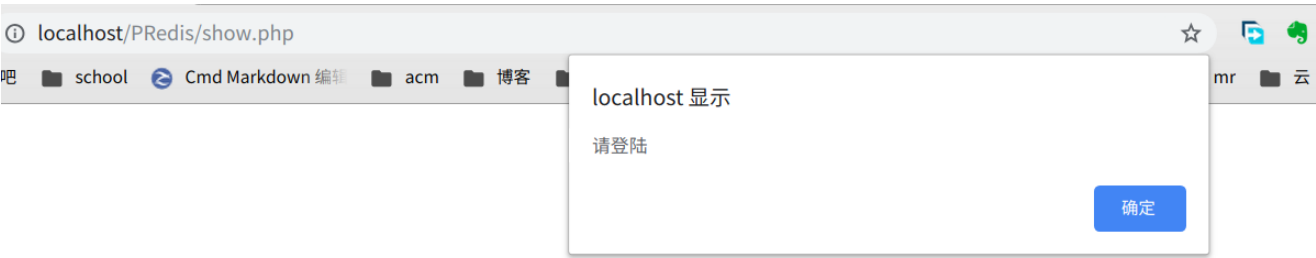 localhost/PRedis/show.php
吧 school Cmd Markdown 编辑 acm 博客 mr 云
localhost 显示
请登陆
确定